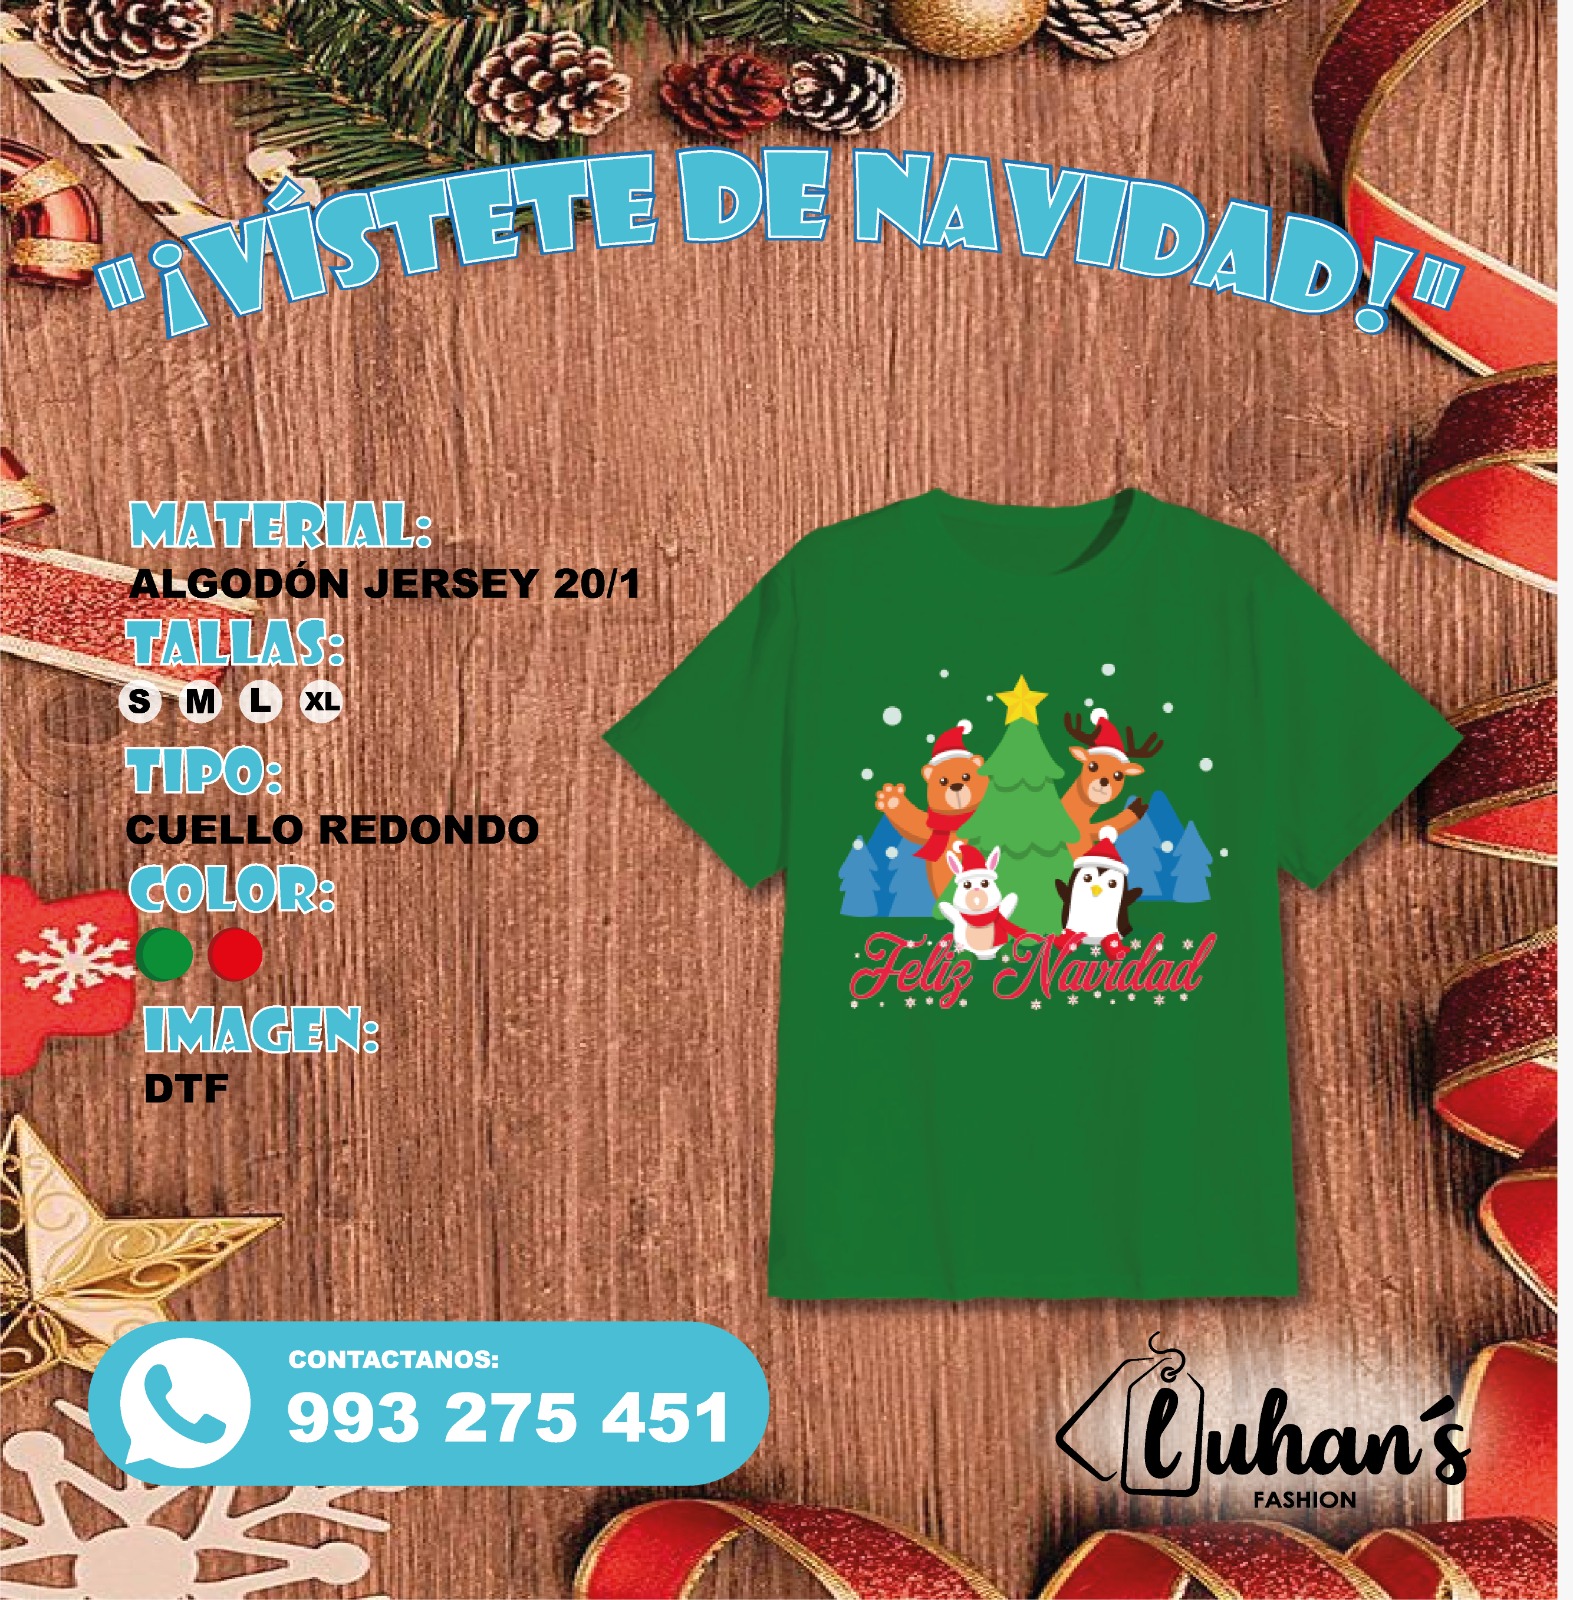 "¡VÍSTETE DE NAVIDAD!"
MATERIAL:
ALGODÓN JERSEY 20/1
TALLAS:
S M L XL
TIPO:
CUELLO REDONDO
COLOR:
IMAGEN:
DTF
Feliz Navidad
CONTACTANOS:
993 275 451
Luhan´s
FASHION